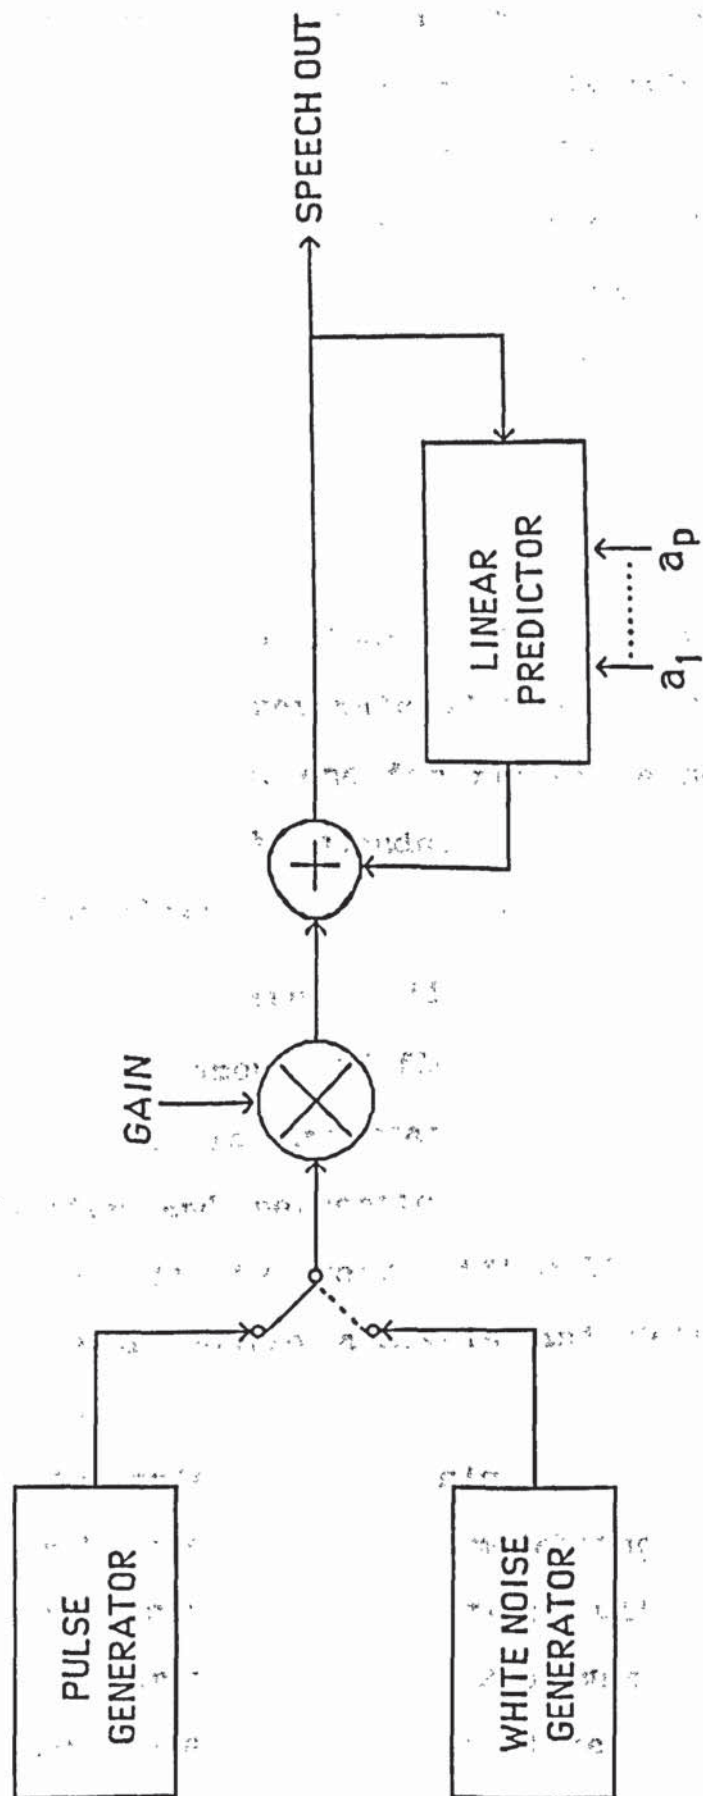 PULSE
GENERATOR
WHITE NOISE
GENERATOR
GAIN
LINEAR
PREDICTOR
a1 ........ ap
SPEECH OUT